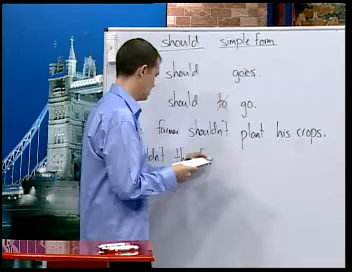 should simple form
should goes.
should to go.
farmer shouldn't plant his crops.